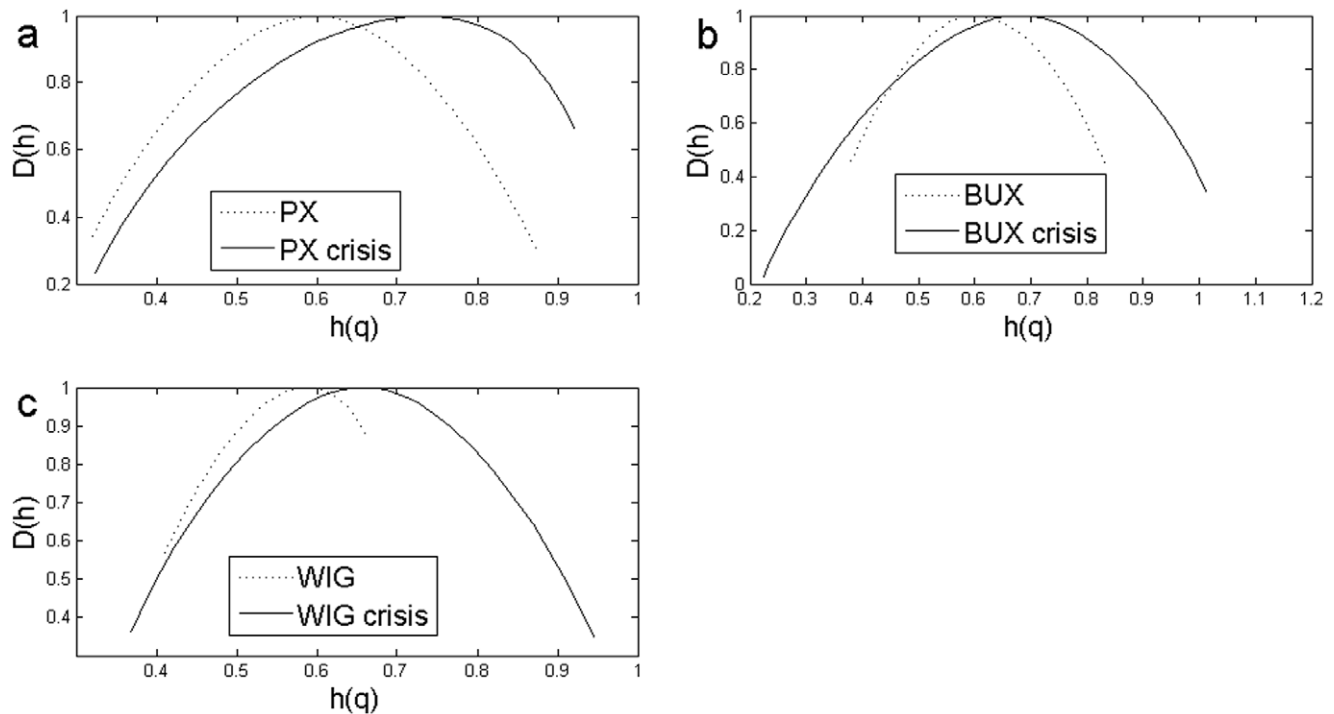 a
1
0.8
0.6
0.4
0.2
D(h)
PX
PX crisis
0.4 0.5 0.6 0.7 0.8 0.9 1
h(q)
b
1
0.8
0.6
0.4
0.2
0
D(h)
BUX
BUX crisis
0.2 0.3 0.4 0.5 0.6 0.7 0.8 0.9 1 1.1 1.2
h(q)
c
1
0.9
0.8
0.7
0.6
0.5
0.4
D(h)
WIG
WIG crisis
0.4 0.5 0.6 0.7 0.8 0.9 1
h(q)